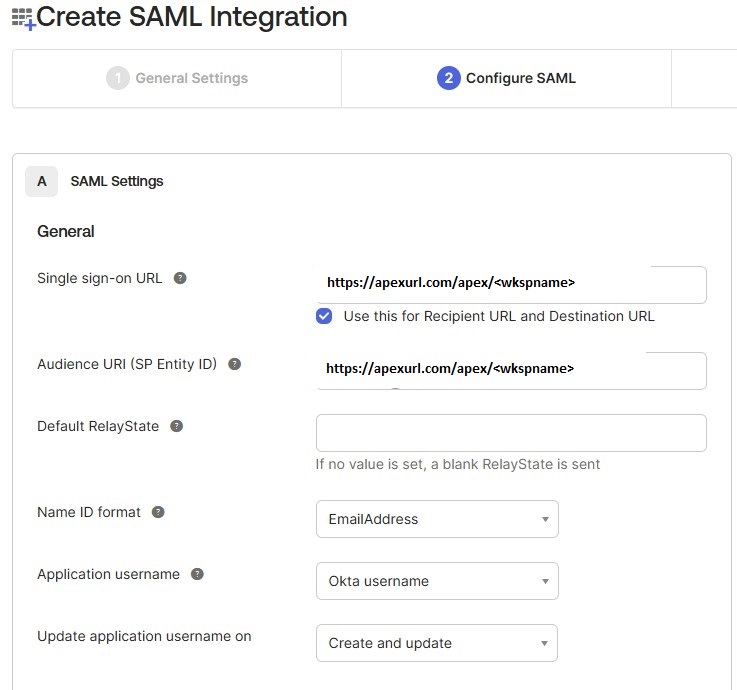 Create SAML Integration
1 General Settings
2 Configure SAML
A SAML Settings
General
Single sign-on URL ?
https://apexurl.com/apex/<wkspname>
Use this for Recipient URL and Destination URL
Audience URI (SP Entity ID) ?
https://apexurl.com/apex/<wkspname>
Default RelayState ?
If no value is set, a blank RelayState is sent
Name ID format ?
EmailAddress
Application username ?
Okta username
Update application username on
Create and update